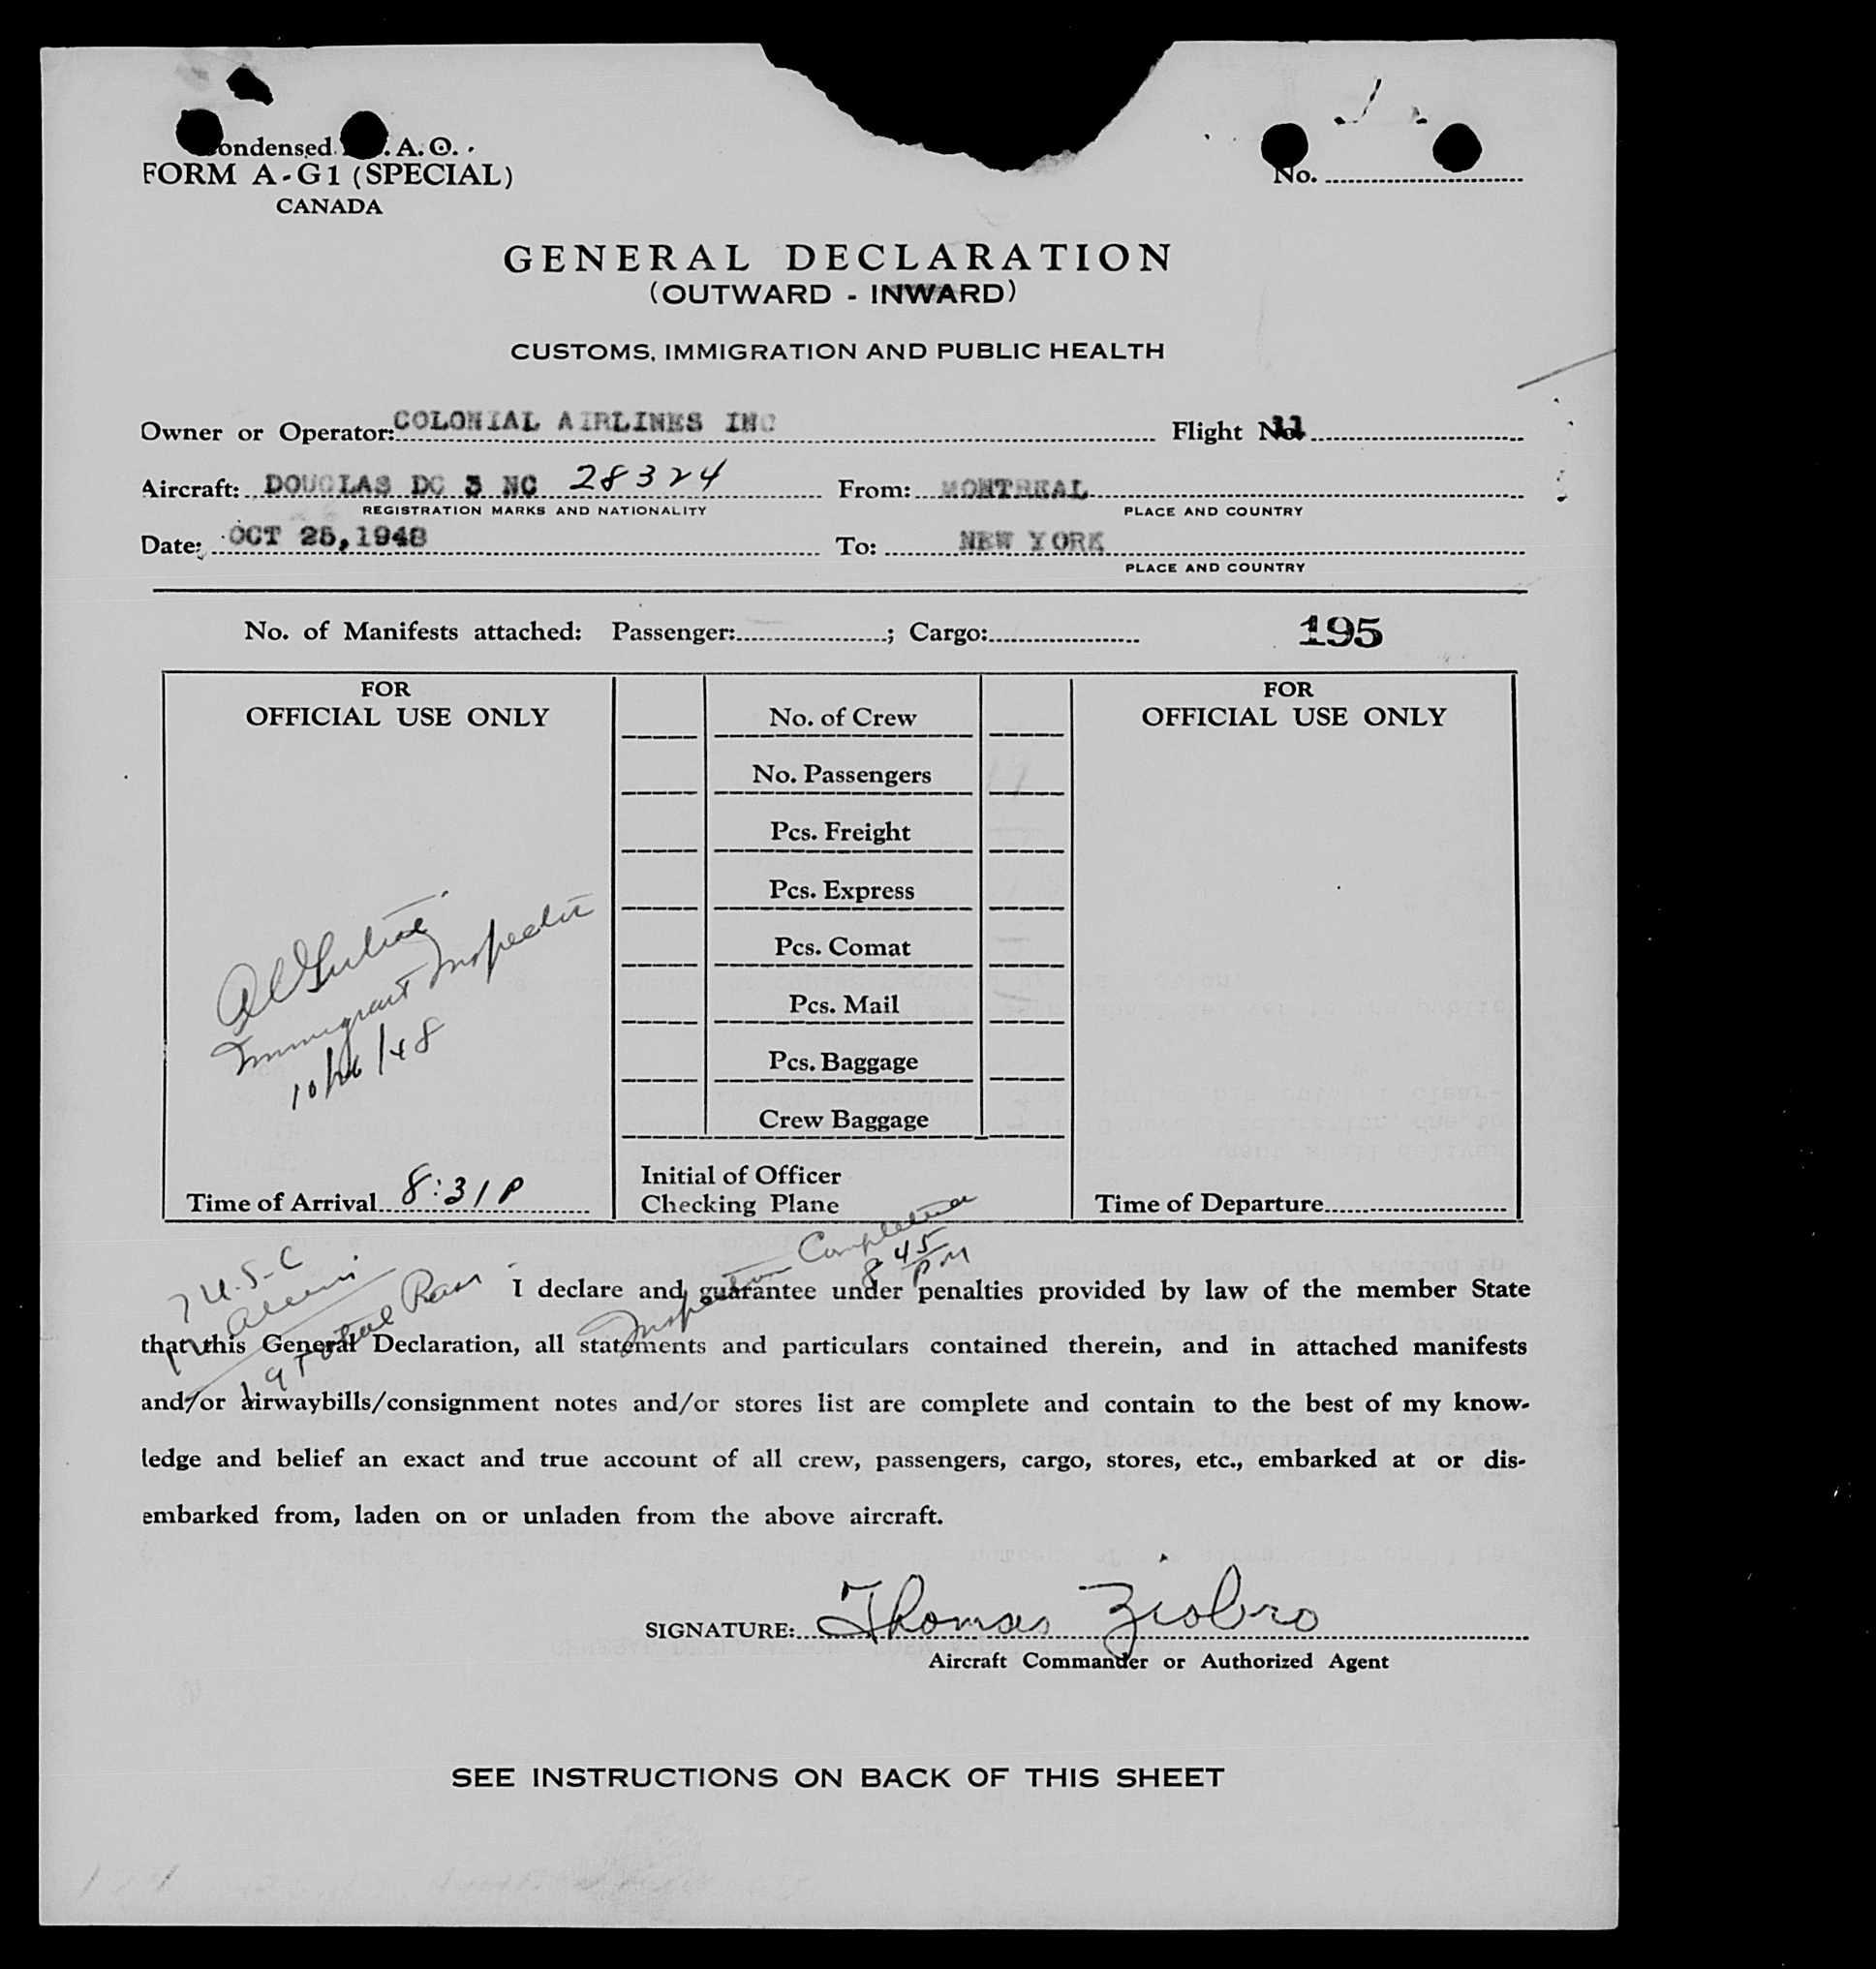 ondensed . A. O.
FORM A-G1 (SPECIAL)
CANADA
No.
GENERAL DECLARATION
(OUTWARD - INWARD)
CUSTOMS, IMMIGRATION AND PUBLIC HEALTH
Owner or Operator: COLONIAL AIRLINES INC Flight No. 11
Aircraft: DOUGLAS DC 3 NC 28324 From: MONTREAL
REGISTRATION MARKS AND NATIONALITY PLACE AND COUNTRY
Date: OCT 25,1948 To: NEW YORK
PLACE AND COUNTRY
No. of Manifests attached: Passenger: ; Cargo: 195
FOR FOR
OFFICIAL USE ONLY No. of Crew OFFICIAL USE ONLY
No. Passengers 19
Pcs. Freight
Pcs. Express
Pcs. Comat
Pcs. Mail
Pcs. Baggage
Crew Baggage
Immigrant Inspector
10/26/48
Time of Arrival 8:31 P
Initial of Officer
Checking Plane
Time of Departure
Inspection Completed
8 45 PM
7 U.S-C
12 Aliens
19 Total Pass
I declare and guarantee under penalties provided by law of the member State
that this General Declaration, all statements and particulars contained therein, and in attached manifests
and/or airwaybills/consignment notes and/or stores list are complete and contain to the best of my know-
ledge and belief an exact and true account of all crew, passengers, cargo, stores, etc., embarked at or dis-
embarked from, laden on or unladen from the above aircraft.
SIGNATURE: Thomas Ziobro
Aircraft Commander or Authorized Agent
SEE INSTRUCTIONS ON BACK OF THIS SHEET